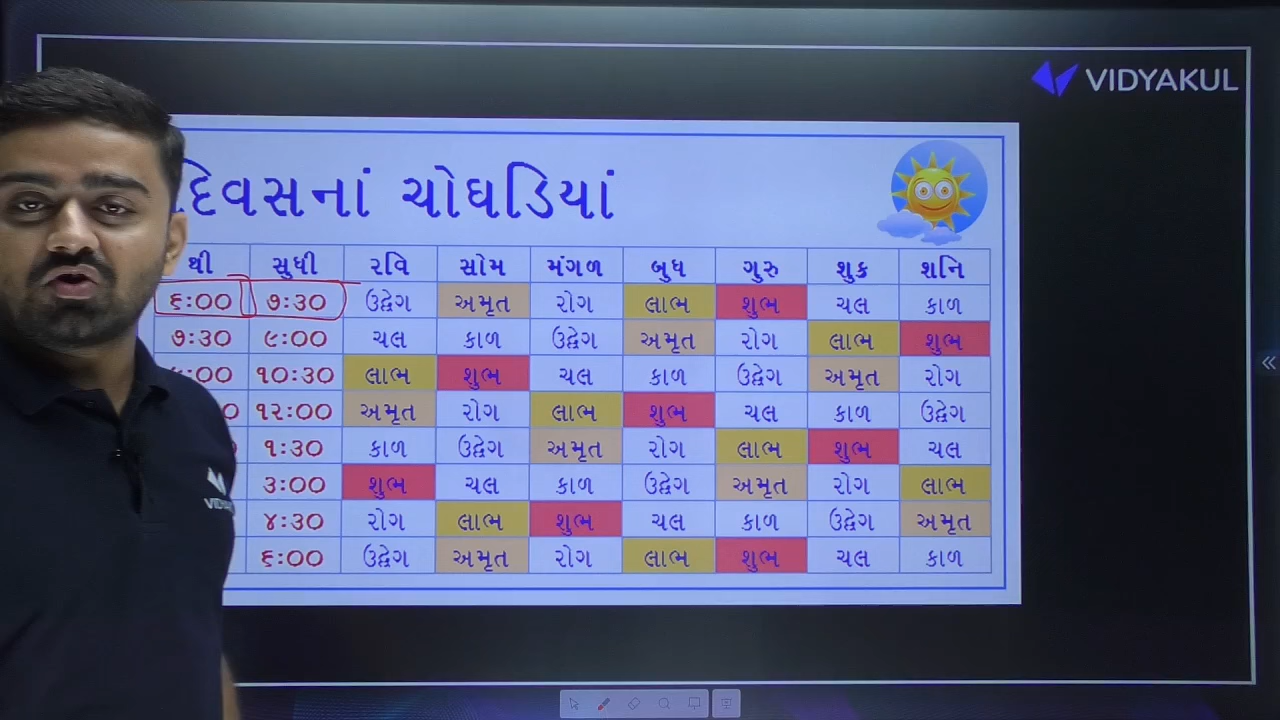 VIDYAKUL
દિવસનાં ચોઘડિયાં
થી સુધી રવિ સોમ મંગળ બુધ ગુરુ શુક્ર શનિ
૬:૦૦ ૭:૩૦ ઉદ્વેગ અમૃત રોગ લાભ શુભ ચલ કાળ
૭:૩૦ ૯:૦૦ ચલ કાળ ઉદ્વેગ અમૃત રોગ લાભ શુભ
૧૦:૩૦ લાભ શુભ ચલ કાળ ઉદ્વેગ અમૃત રોગ
૧૨:૦૦ અમૃત રોગ લાભ શુભ ચલ કાળ ઉદ્વેગ
૧:૩૦ કાળ ઉદ્વેગ અમૃત રોગ લાભ શુભ ચલ
૩:૦૦ શુભ ચલ કાળ ઉદ્વેગ અમૃત રોગ લાભ
૪:૩૦ રોગ લાભ શુભ ચલ કાળ ઉદ્વેગ અમૃત
૬:૦૦ ઉદ્વેગ અમૃત રોગ લાભ શુભ ચલ કાળ